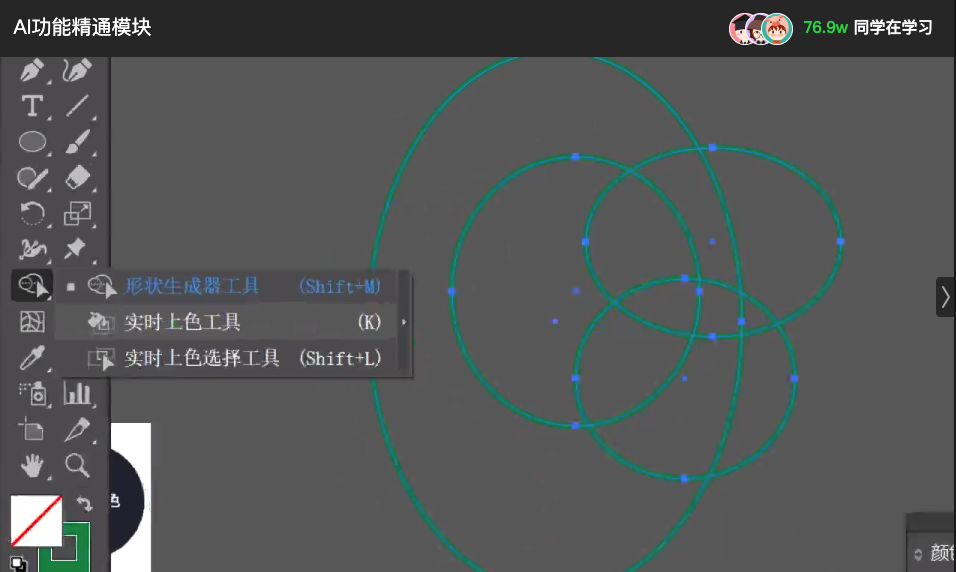 AI功能精通模块
76.9w 同学在学习
形状生成器工具 (Shift+M)
实时上色工具 (K)
实时上色选择工具 (Shift+L)
色
颜